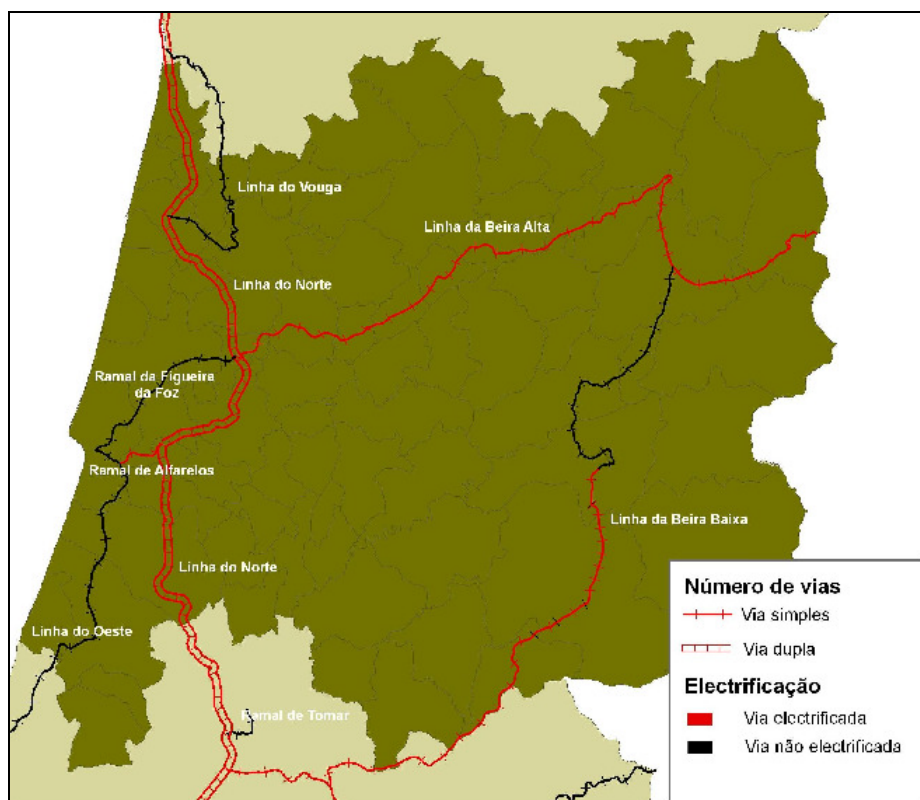 Linha do Vouga
Linha da Beira Alta
Linha do Norte
Ramal da Figueira
da Foz
Ramal de Alfarelos
Linha da Beira Baixa
Linha do Norte
Linha do Oeste
Ramal de Tomar
Número de vias
Via simples
Via dupla
Electrificação
Via electrificada
Via não electrificada